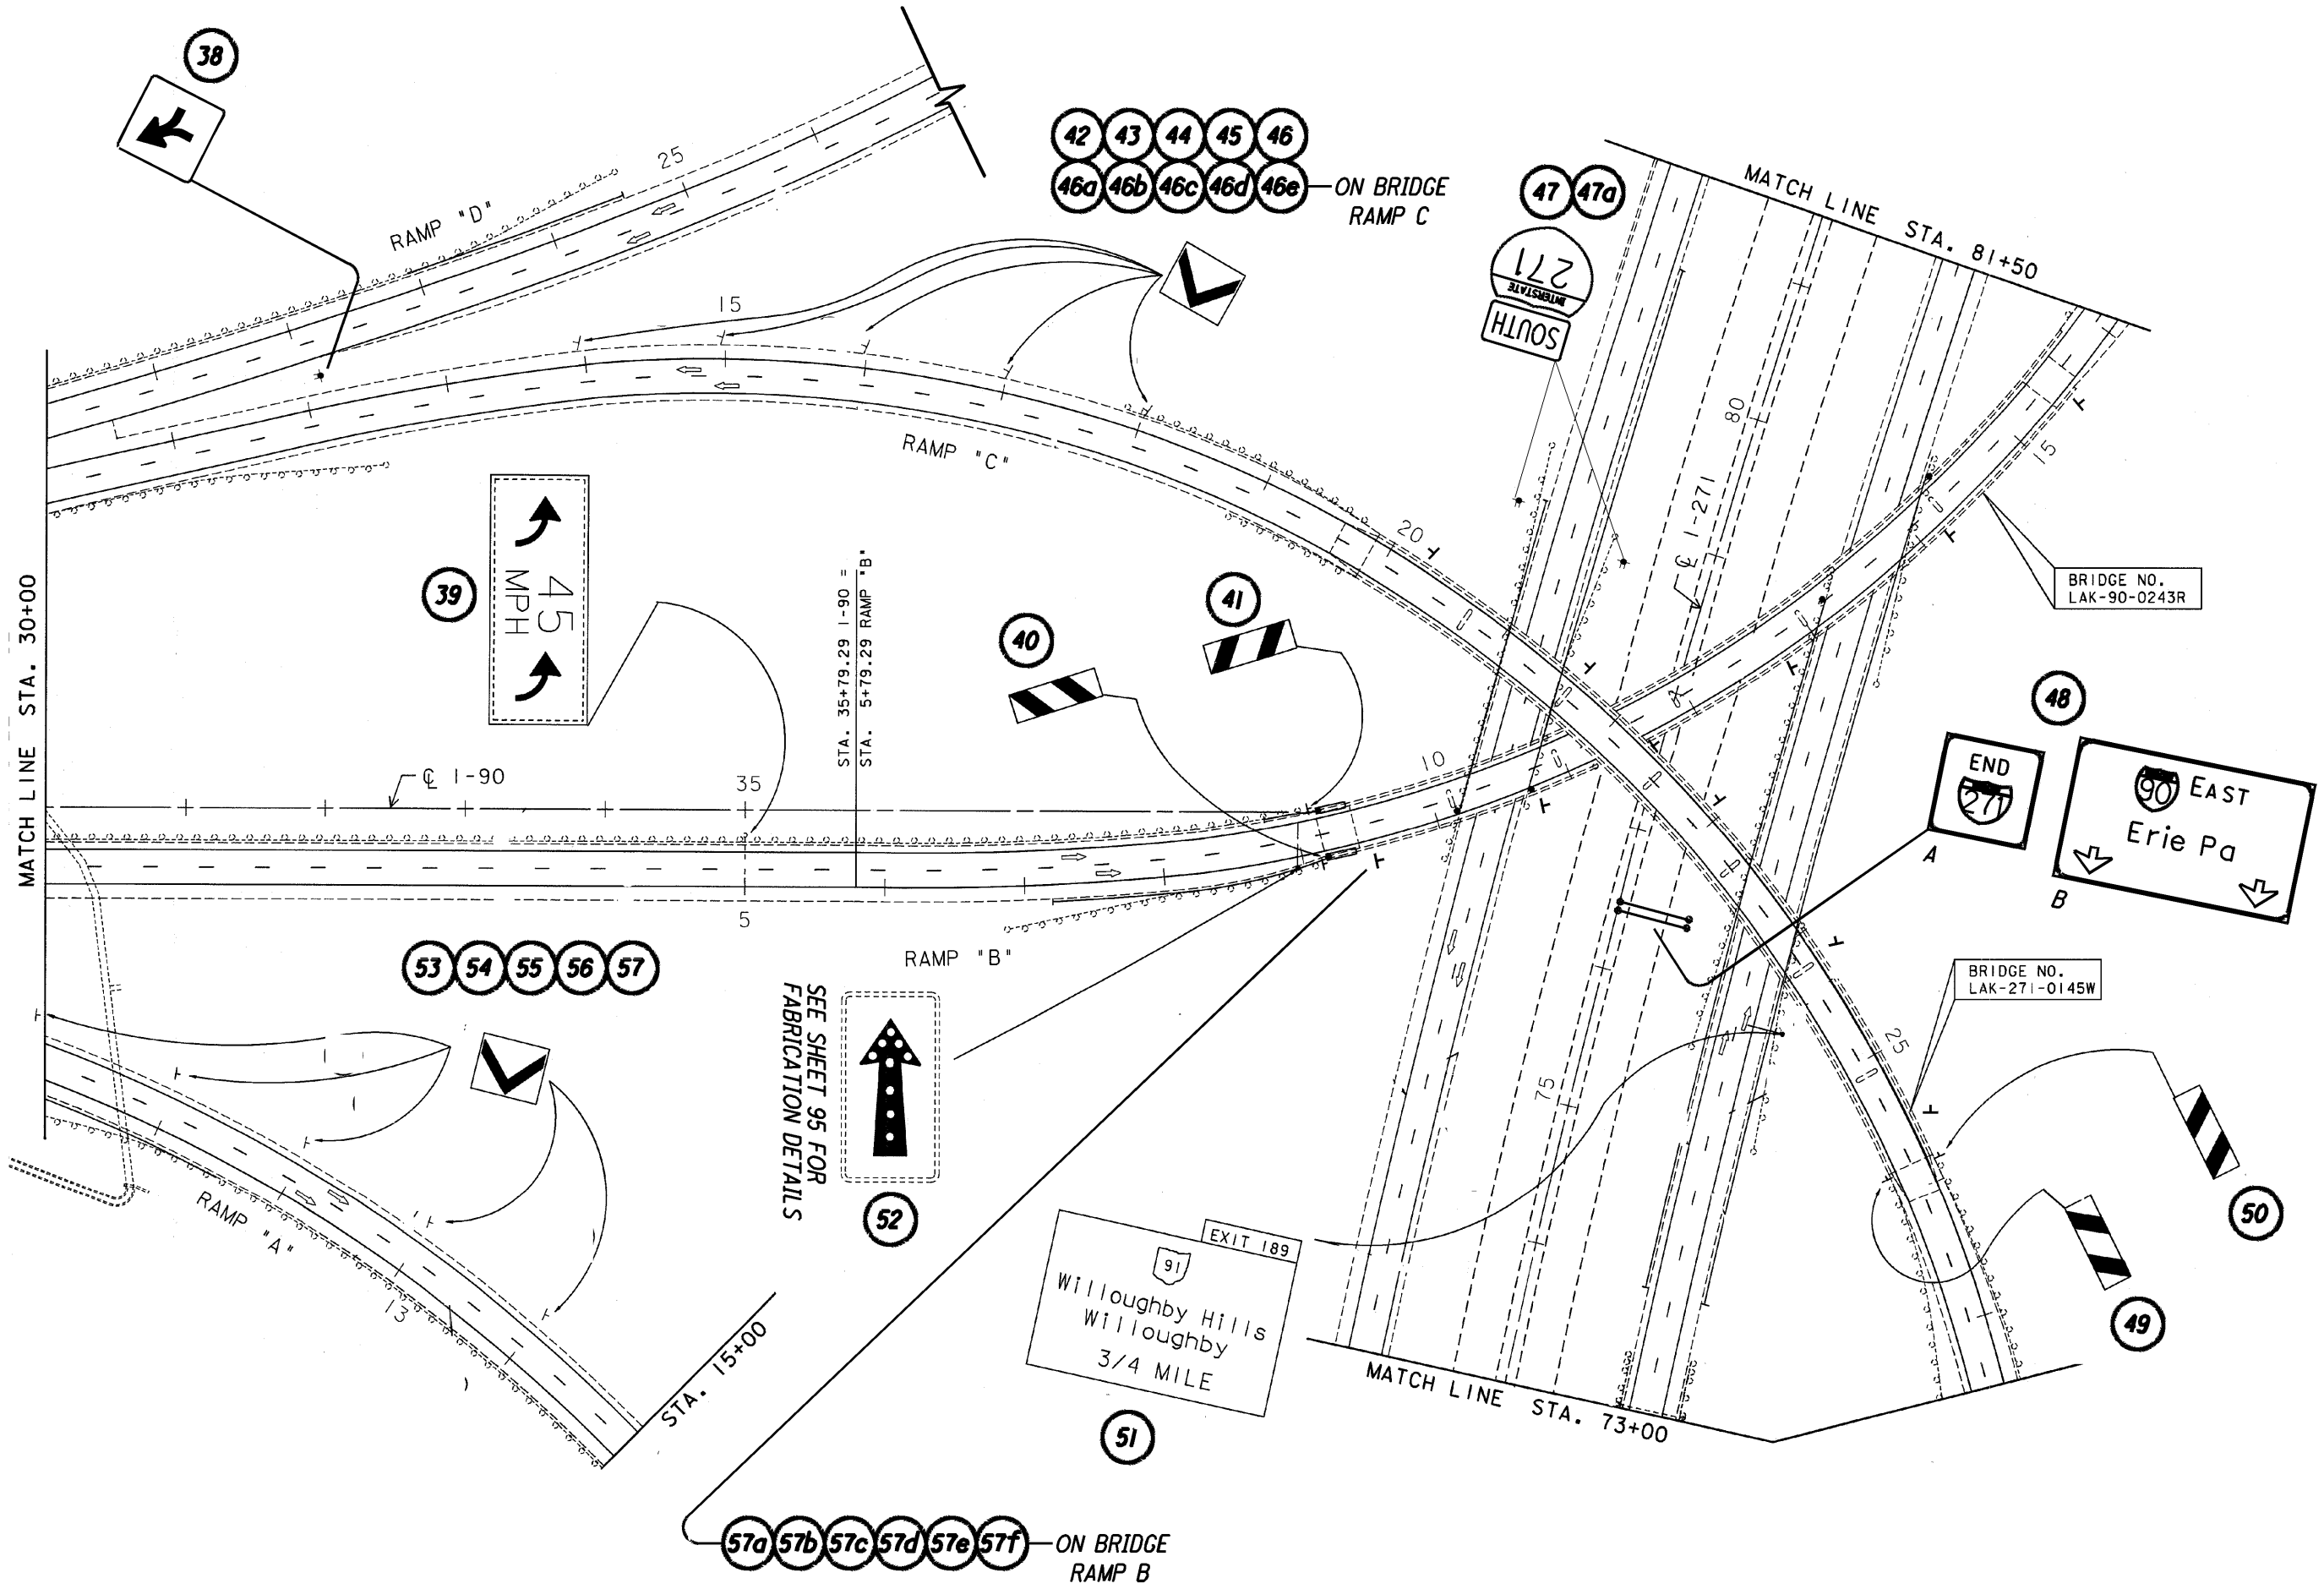 38
25
RAMP "D"
42 43 44 45 46
46a 46b 46c 46d 46e ON BRIDGE
RAMP C
47 47a
INTERSTATE
271
SOUTH
MATCH LINE STA. 81+50
15
RAMP "C"
20
80
℄ I-271
15
BRIDGE NO.
LAK-90-0243R
MATCH LINE STA. 30+00
39
45
MPH
STA. 35+79.29 I-90 =
STA. 5+79.29 RAMP "B"
40
41
℄ I-90
35
10
5
RAMP "B"
48
END
271
A
90 EAST
Erie Pa
B
BRIDGE NO.
LAK-271-0145W
25
53 54 55 56 57
SEE SHEET 95 FOR
FABRICATION DETAILS
52
75
50
49
RAMP "A"
13
STA. 15+00
EXIT 189
91
Willoughby Hills
Willoughby
3/4 MILE
51
MATCH LINE STA. 73+00
57a 57b 57c 57d 57e 57f ON BRIDGE
RAMP B